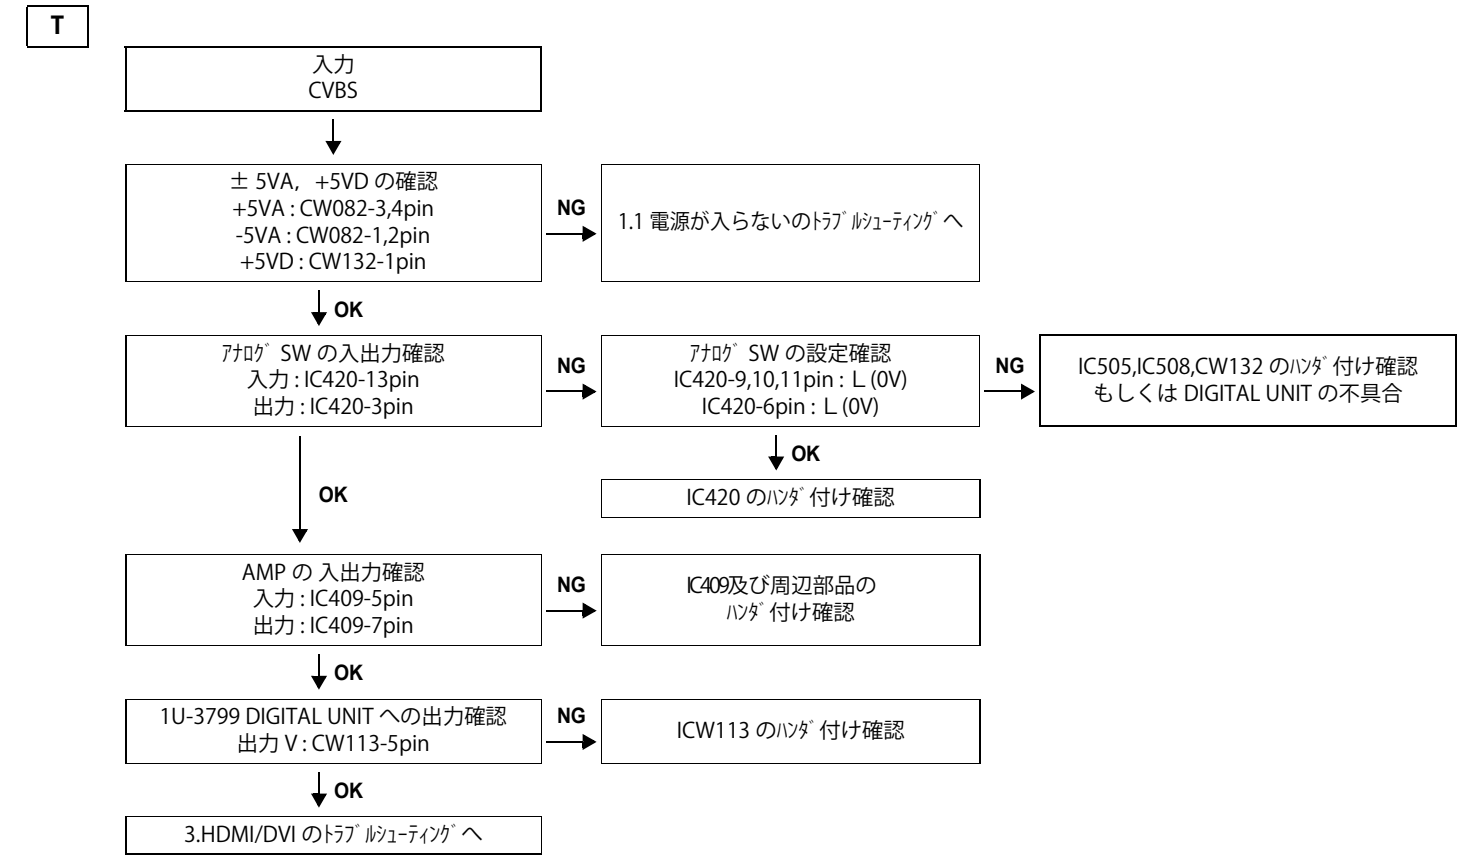 T
入力
CVBS
± 5VA, +5VD の確認
+5VA : CW082-3,4pin
-5VA : CW082-1,2pin
+5VD : CW132-1pin
NG
1.1 電源が入らないのﾄﾗﾌﾞﾙｼｭｰﾃｨﾝｸﾞへ
OK
ｱﾅﾛｸﾞ SW の入出力確認
入力 : IC420-13pin
出力 : IC420-3pin
NG
ｱﾅﾛｸﾞ SW の設定確認
IC420-9,10,11pin : L (0V)
IC420-6pin : L (0V)
NG
IC505,IC508,CW132 のﾊﾝﾀﾞ付け確認
もしくは DIGITAL UNIT の不具合
OK
IC420 のﾊﾝﾀﾞ付け確認
OK
AMP の 入出力確認
入力 : IC409-5pin
出力 : IC409-7pin
NG
IC409及び周辺部品の
ﾊﾝﾀﾞ付け確認
OK
1U-3799 DIGITAL UNIT への出力確認
出力 V : CW113-5pin
NG
ICW113 のﾊﾝﾀﾞ付け確認
OK
3.HDMI/DVI のﾄﾗﾌﾞﾙｼｭｰﾃｨﾝｸﾞへ